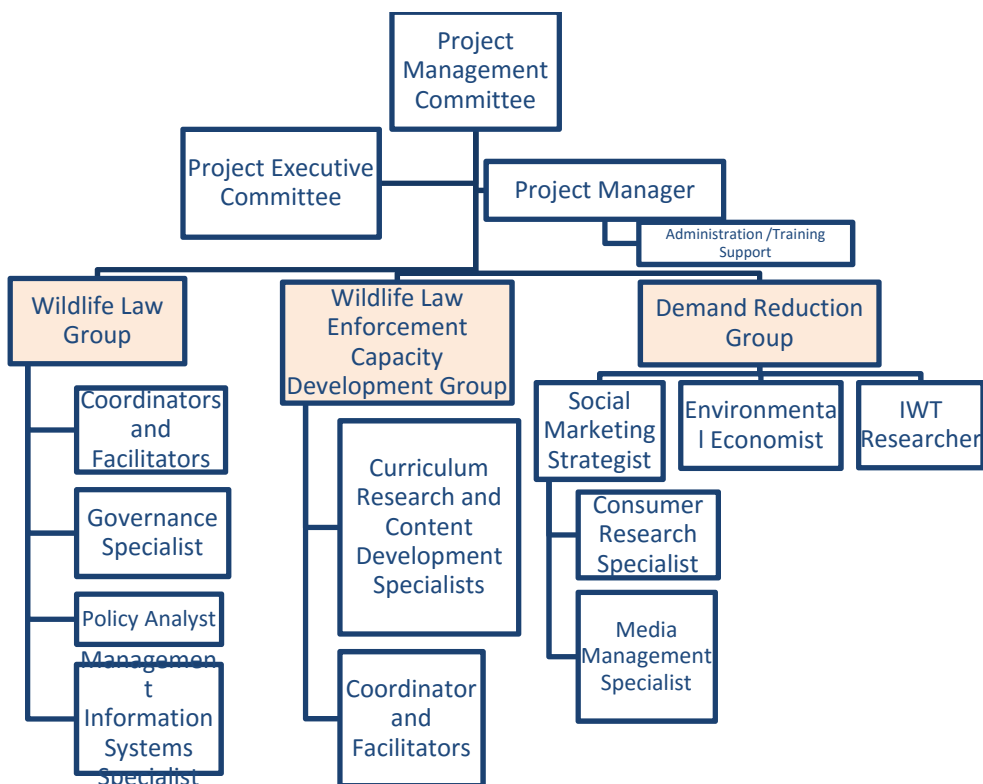 Project
Management
Committee
Project Executive
Committee
Project Manager
Administration /Training
Support
Wildlife Law
Group
Coordinators
and
Facilitators
Governance
Specialist
Policy Analyst
Managemen
t
Information
Systems
Specialist
Wildlife Law
Enforcement
Capacity
Development Group
Curriculum
Research and
Content
Development
Specialists
Coordinator
and
Facilitators
Demand Reduction
Group
Social
Marketing
Strategist
Consumer
Research
Specialist
Media
Management
Specialist
Environmenta
l Economist
IWT
Researcher